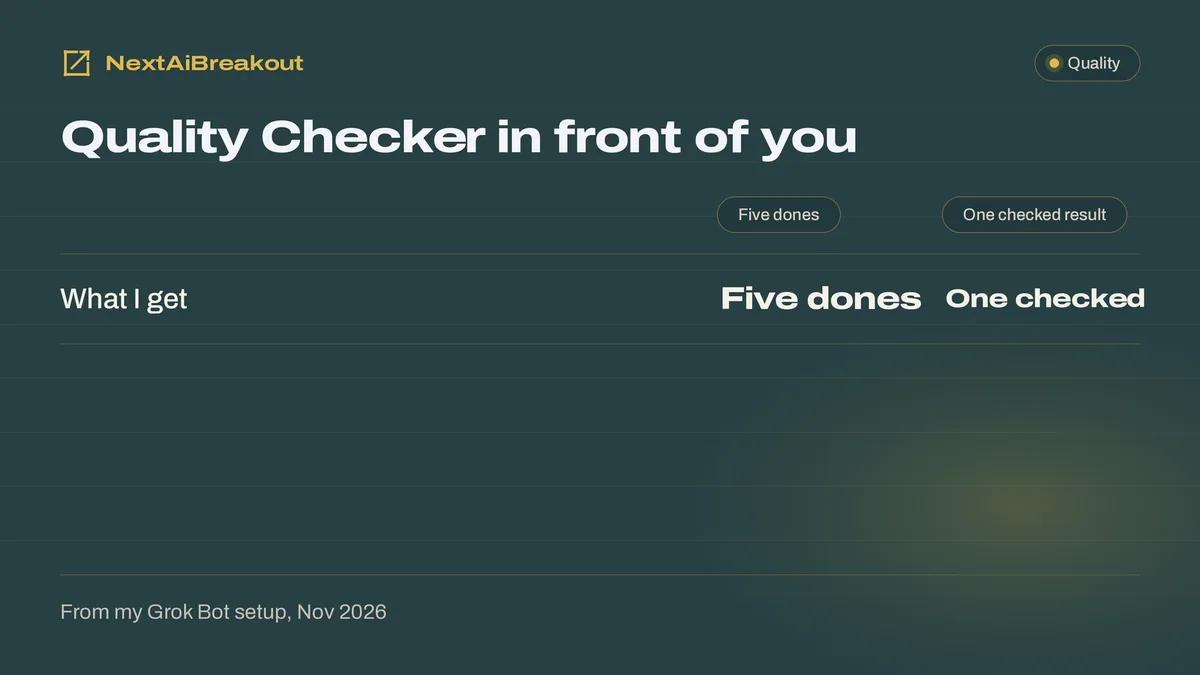 NextAiBreakout
Quality
Quality Checker in front of you
Five dones
One checked result
What I get
Five dones
One checked
From my Grok Bot setup, Nov 2026